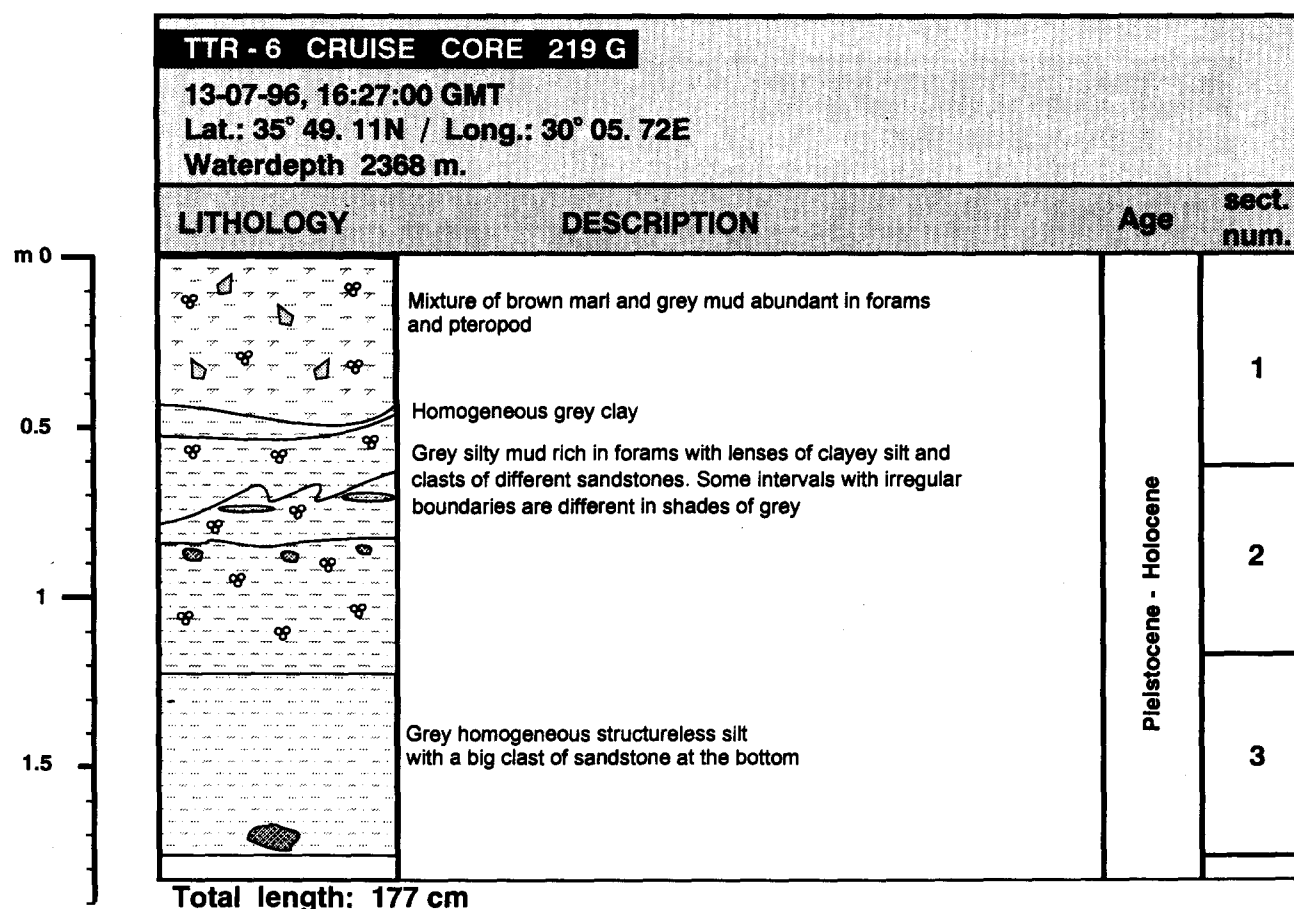 TTR - 6 CRUISE CORE 219 G
13-07-96, 16:27:00 GMT
Lat.: 35° 49. 11N / Long.: 30° 05. 72E
Waterdepth 2368 m.
LITHOLOGY DESCRIPTION Age sect. num.
m 0
Mixture of brown marl and grey mud abundant in forams
and pteropod
1
Homogeneous grey clay
0.5
Grey silty mud rich in forams with lenses of clayey silt and
clasts of different sandstones. Some intervals with irregular
boundaries are different in shades of grey
2
1
Pleistocene - Holocene
Grey homogeneous structureless silt
with a big clast of sandstone at the bottom
1.5
3
Total length: 177 cm